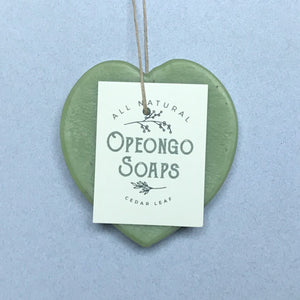 ALL NATURAL
OPEONGO
SOAPS
CEDAR LEAF